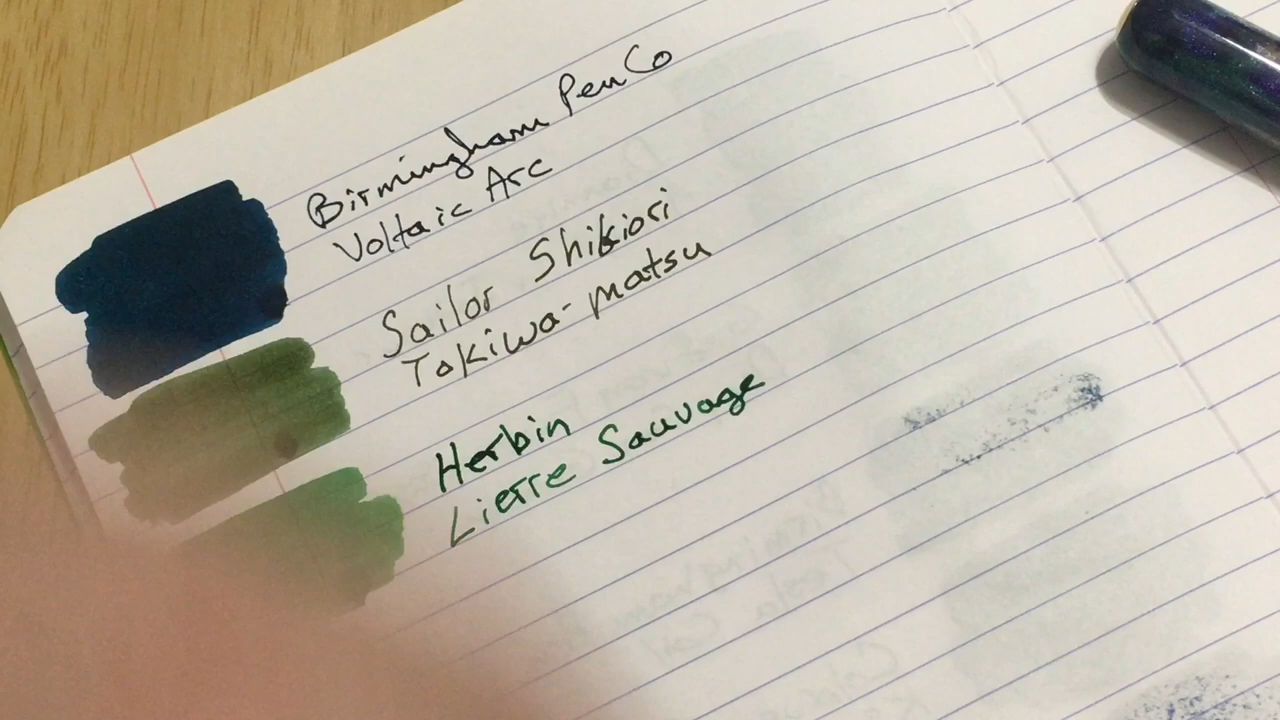 Birmingham Pen Co
Voltaic Arc
Sailor Shikiori
Tokiwa-matsu
Herbin
Lierre Sauvage